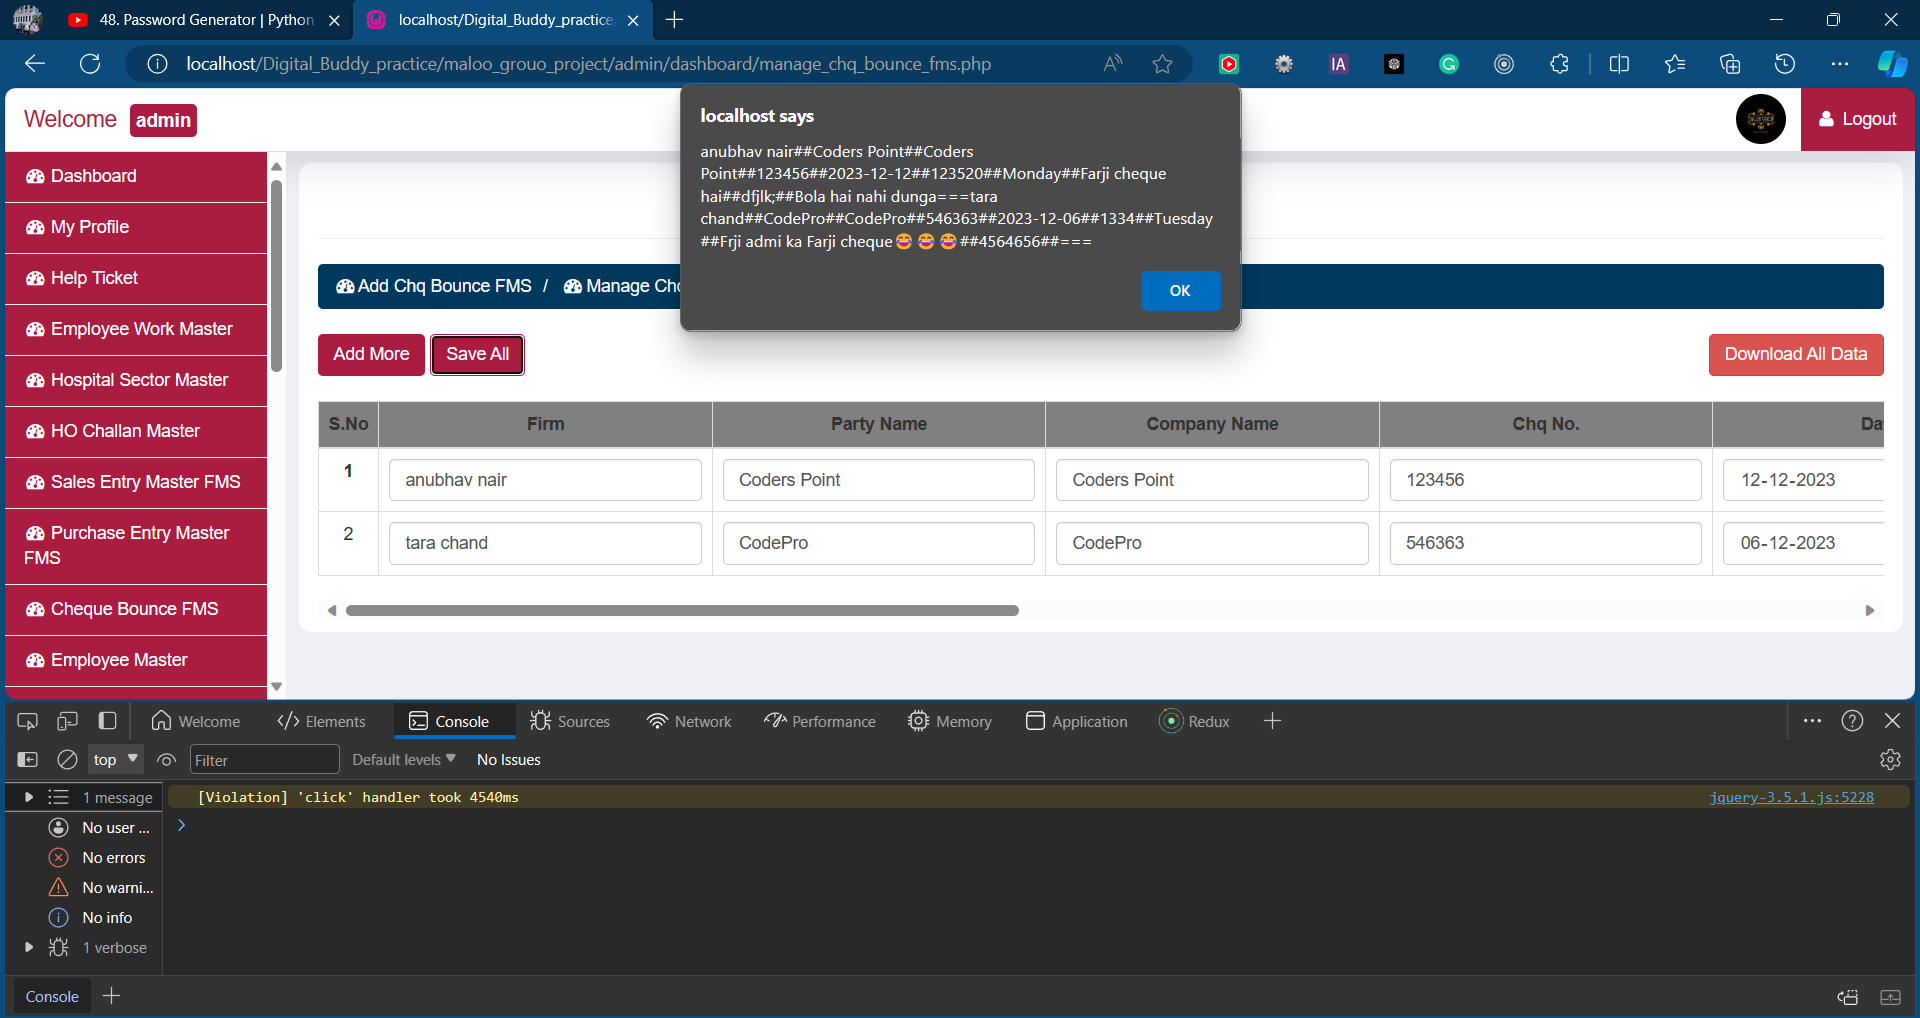 48. Password Generator | Python
localhost/Digital_Buddy_practice
localhost/Digital_Buddy_practice/maloo_grouo_project/admin/dashboard/manage_chq_bounce_fms.php
IA
Welcome admin
Logout
localhost says
anubhav nair##Coders Point##Coders
Point##123456##2023-12-12##123520##Monday##Farji cheque
hai##dfjlk;##Bola hai nahi dunga===tara
chand##CodePro##CodePro##546363##2023-12-06##1334##Tuesday
##Frji admi ka Farji cheque😂😂😂##4564656##===
OK
Dashboard
My Profile
Help Ticket
Employee Work Master
Hospital Sector Master
HO Challan Master
Sales Entry Master FMS
Purchase Entry Master
FMS
Cheque Bounce FMS
Employee Master
Add Chq Bounce FMS / Manage Chq
Add More Save All Download All Data
S.No Firm Party Name Company Name Chq No. Da
1 anubhav nair Coders Point Coders Point 123456 12-12-2023
2 tara chand CodePro CodePro 546363 06-12-2023
Welcome Elements Console Sources Network Performance Memory Application Redux
top Filter Default levels No Issues
1 message
[Violation] 'click' handler took 4540ms jquery-3.5.1.js:5228
No user ...
No errors
No warni...
No info
1 verbose
Console